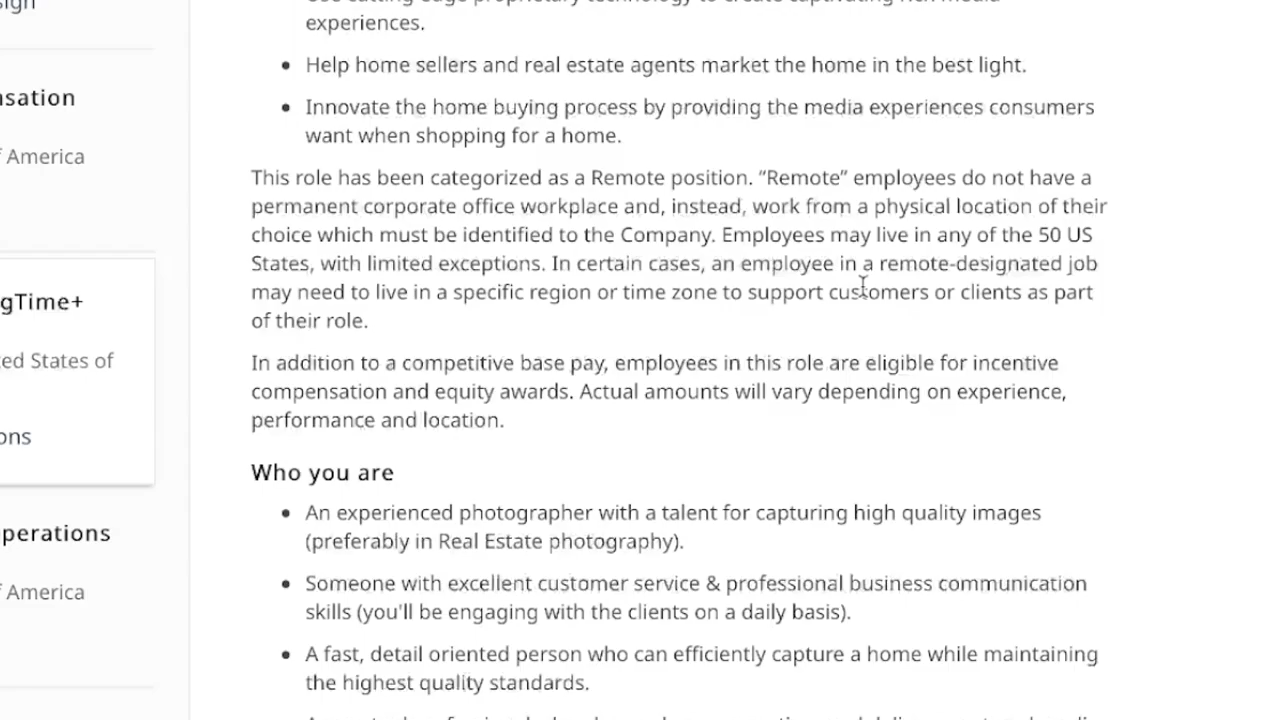 sign
nsation
f America
gTime+
ed States of
ons
perations
f America
experiences.
• Help home sellers and real estate agents market the home in the best light.
• Innovate the home buying process by providing the media experiences consumers
want when shopping for a home.
This role has been categorized as a Remote position. “Remote” employees do not have a
permanent corporate office workplace and, instead, work from a physical location of their
choice which must be identified to the Company. Employees may live in any of the 50 US
States, with limited exceptions. In certain cases, an employee in a remote-designated job
may need to live in a specific region or time zone to support customers or clients as part
of their role.
In addition to a competitive base pay, employees in this role are eligible for incentive
compensation and equity awards. Actual amounts will vary depending on experience,
performance and location.
Who you are
• An experienced photographer with a talent for capturing high quality images
(preferably in Real Estate photography).
• Someone with excellent customer service & professional business communication
skills (you'll be engaging with the clients on a daily basis).
• A fast, detail oriented person who can efficiently capture a home while maintaining
the highest quality standards.